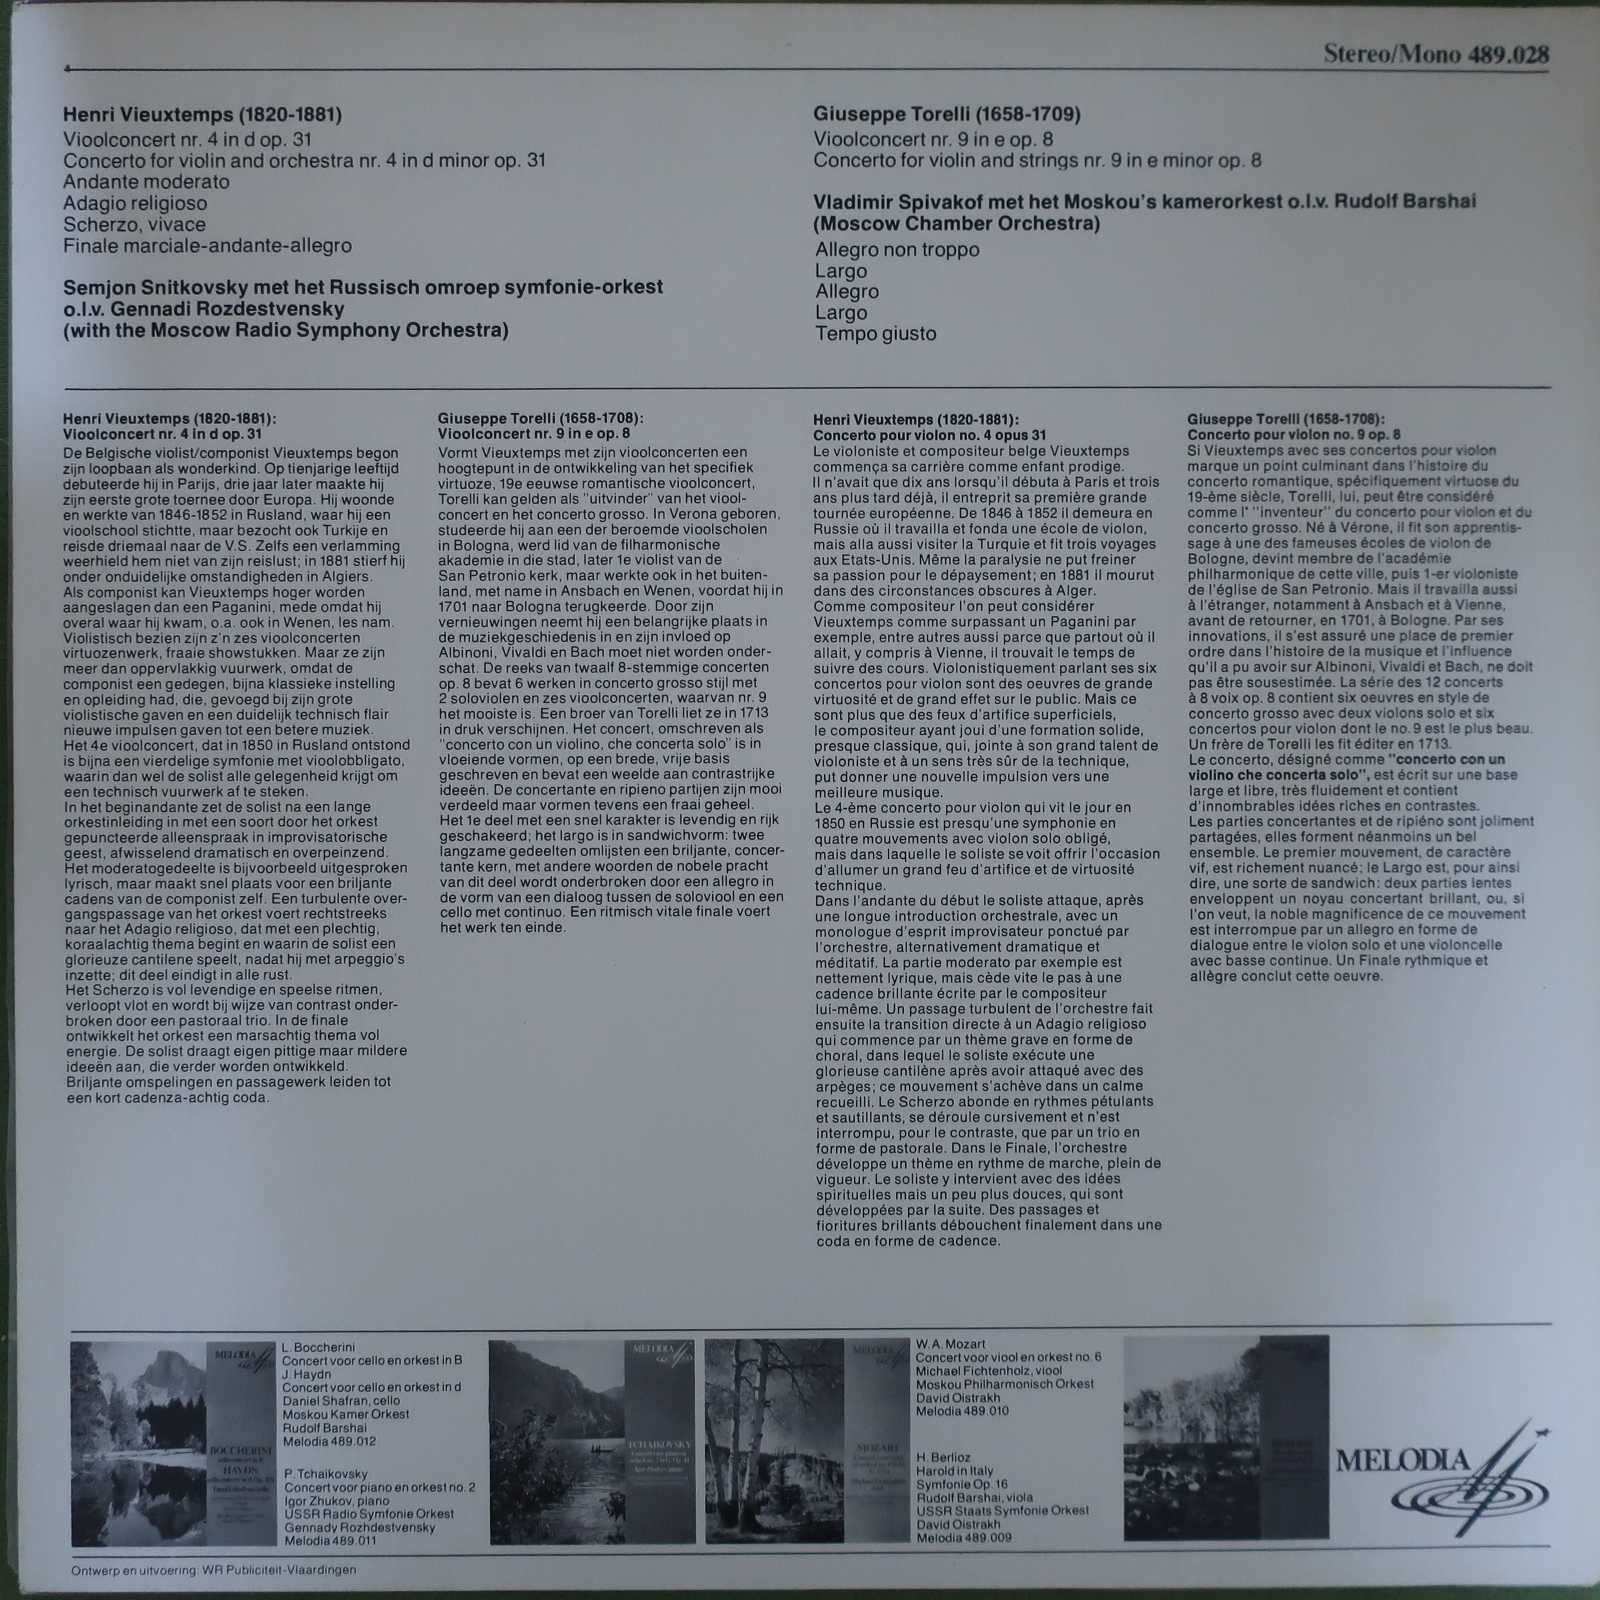 Stereo/Mono 489.028
Henri Vieuxtemps (1820-1881)
Vioolconcert nr. 4 in d op. 31
Concerto for violin and orchestra nr. 4 in d minor op. 31
Andante moderato
Adagio religioso
Scherzo, vivace
Finale marciale-andante-allegro
Semjon Snitkovsky met het Russisch omroep symfonie-orkest
o.l.v. Gennadi Rozdestvensky
(with the Moscow Radio Symphony Orchestra)
Giuseppe Torelli (1658-1709)
Vioolconcert nr. 9 in e op. 8
Concerto for violin and strings nr. 9 in e minor op. 8
Vladimir Spivakof met het Moskou's kamerorkest o.l.v. Rudolf Barshai
(Moscow Chamber Orchestra)
Allegro non troppo
Largo
Allegro
Largo
Tempo giusto
Henri Vieuxtemps (1820-1881):
Vioolconcert nr. 4 in d op. 31
De Belgische violist/componist Vieuxtemps begon
zijn loopbaan als wonderkind. Op tienjarige leeftijd
debuteerde hij in Parijs, drie jaar later maakte hij
zijn eerste grote toernee door Europa. Hij woonde
en werkte van 1846-1852 in Rusland, waar hij een
vioolschool stichtte, maar bezocht ook Turkije en
reisde driemaal naar de V.S. Zelfs een verlamming
weerhield hem niet van zijn reislust; in 1881 stierf hij
onder onduidelijke omstandigheden in Algiers.
Als componist kan Vieuxtemps hoger worden
aangeslagen dan een Paganini, mede omdat hij
overal waar hij kwam, o.a. ook in Wenen, les nam.
Violistisch bezien zijn z'n zes vioolconcerten
virtuozenwerk, fraaie showstukken. Maar ze zijn
meer dan oppervlakkig vuurwerk, omdat de
componist een gedegen, bijna klassieke instelling
en opleiding had, die, gevoegd bij zijn grote
violistische gaven en een duidelijk technisch flair
nieuwe impulsen gaven tot een betere muziek.
Het 4e vioolconcert, dat in 1850 in Rusland ontstond
is bijna een vierdelige symfonie met vioolobbligato,
waarin dan wel de solist alle gelegenheid krijgt om
een technisch vuurwerk af te steken.
In het beginandante zet de solist na een lange
orkestinleiding in met een soort door het orkest
gepuncteerde alleenspraak in improvisatorische
geest, afwisselend dramatisch en overpeinzend.
Het moderatogedeelte is bijvoorbeeld uitgesproken
lyrisch, maar maakt snel plaats voor een briljante
cadens van de componist zelf. Een turbulente over-
gangspassage van het orkest voert rechtstreeks
naar het Adagio religioso, dat met een plechtig,
koraalachtig thema begint en waarin de solist een
glorieuze cantilene speelt, nadat hij met arpeggio's
inzette; dit deel eindigt in alle rust.
Het Scherzo is vol levendige en speelse ritmen,
verloopt vlot en wordt bij wijze van contrast onder-
broken door een pastoraal trio. In de finale
ontwikkelt het orkest een marsachtig thema vol
energie. De solist draagt eigen pittige maar mildere
ideeën aan, die verder worden ontwikkeld.
Briljante omspelingen en passagewerk leiden tot
een kort cadenza-achtig coda.
Giuseppe Torelli (1658-1708):
Vioolconcert nr. 9 in e op. 8
Vormt Vieuxtemps met zijn vioolconcerten een
hoogtepunt in de ontwikkeling van het specifiek
virtuoze, 19e eeuwse romantische vioolconcert,
Torelli kan gelden als "uitvinder" van het viool-
concert en het concerto grosso. In Verona geboren,
studeerde hij aan een der beroemde vioolscholen
in Bologna, werd lid van de filharmonische
akademie in die stad, later 1e violist van de
San Petronio kerk, maar werkte ook in het buiten-
land, met name in Ansbach en Wenen, voordat hij in
1701 naar Bologna terugkeerde. Door zijn
vernieuwingen neemt hij een belangrijke plaats in
de muziekgeschiedenis in en zijn invloed op
Albinoni, Vivaldi en Bach moet niet worden onder-
schat. De reeks van twaalf 8-stemmige concerten
op. 8 bevat 6 werken in concerto grosso stijl met
2 soloviolen en zes vioolconcerten, waarvan nr. 9
het mooiste is. Een broer van Torelli liet ze in 1713
in druk verschijnen. Het concert, omschreven als
"concerto con un violino, che concerta solo" is in
vloeiende vormen, op een brede, vrije basis
geschreven en bevat een weelde aan contrastrijke
ideeën. De concertante en ripieno partijen zijn mooi
verdeeld maar vormen tevens een fraai geheel.
Het 1e deel met een snel karakter is levendig en rijk
geschakeerd; het largo is in sandwichvorm: twee
langzame gedeelten omlijsten een briljante, concer-
tante kern, met andere woorden de nobele pracht
van dit deel wordt onderbroken door een allegro in
de vorm van een dialoog tussen de soloviool en een
cello met continuo. Een ritmisch vitale finale voert
het werk ten einde.
Henri Vieuxtemps (1820-1881):
Concerto pour violon no. 4 opus 31
Le violoniste et compositeur belge Vieuxtemps
commença sa carrière comme enfant prodige.
Il n'avait que dix ans lorsqu'il débuta à Paris et trois
ans plus tard déjà, il entreprit sa première grande
tournée européenne. De 1846 à 1852 il demeura en
Russie où il travailla et fonda une école de violon,
mais alla aussi visiter la Turquie et fit trois voyages
aux Etats-Unis. Même la paralysie ne put freiner
sa passion pour le dépaysement; en 1881 il mourut
dans des circonstances obscures à Alger.
Comme compositeur l'on peut considérer
Vieuxtemps comme surpassant un Paganini par
exemple, entre autres aussi parce que partout où il
allait, y compris à Vienne, il trouvait le temps de
suivre des cours. Violonistiquement parlant ses six
concertos pour violon sont des oeuvres de grande
virtuosité et de grand effet sur le public. Mais ce
sont plus que des feux d'artifice superficiels,
le compositeur ayant joui d'une formation solide,
presque classique, qui, jointe à son grand talent de
violoniste et à un sens très sûr de la technique,
put donner une nouvelle impulsion vers une
meilleure musique.
Le 4-ème concerto pour violon qui vit le jour en
1850 en Russie est presqu'une symphonie en
quatre mouvements avec violon solo obligé,
mais dans laquelle le soliste se voit offrir l'occasion
d'allumer un grand feu d'artifice et de virtuosité
technique.
Dans l'andante du début le soliste attaque, après
une longue introduction orchestrale, avec un
monologue d'esprit improvisateur ponctué par
l'orchestre, alternativement dramatique et
méditatif. La partie moderato par exemple est
nettement lyrique, mais cède vite le pas à une
cadence brillante écrite par le compositeur
lui-même. Un passage turbulent de l'orchestre fait
ensuite la transition directe à un Adagio religioso
qui commence par un thème grave en forme de
choral, dans lequel le soliste exécute une
glorieuse cantilène après avoir attaqué avec des
arpèges; ce mouvement s'achève dans un calme
recueilli. Le Scherzo abonde en rythmes pétulants
et sautillants, se déroule cursivement et n'est
interrompu, pour le contraste, que par un trio en
forme de pastorale. Dans le Finale, l'orchestre
développe un thème en rythme de marche, plein de
vigueur. Le soliste y intervient avec des idées
spirituelles mais un peu plus douces, qui sont
développées par la suite. Des passages et
fioritures brillants débouchent finalement dans une
coda en forme de cadence.
Giuseppe Torelli (1658-1708):
Concerto pour violon no. 9 op. 8
Si Vieuxtemps avec ses concertos pour violon
marque un point culminant dans l'histoire du
concerto romantique, spécifiquement virtuose du
19-ème siècle, Torelli, lui, peut être considéré
comme l' "inventeur" du concerto pour violon et du
concerto grosso. Né à Vérone, il fit son apprentis-
sage à une des fameuses écoles de violon de
Bologne, devint membre de l'académie
philharmonique de cette ville, puis 1-er violoniste
de l'église de San Petronio. Mais il travailla aussi
à l'étranger, notamment à Ansbach et à Vienne,
avant de retourner, en 1701, à Bologne. Par ses
innovations, il s'est assuré une place de premier
ordre dans l'histoire de la musique et l'influence
qu'il a pu avoir sur Albinoni, Vivaldi et Bach, ne doit
pas être sousestimée. La série des 12 concerts
à 8 voix op. 8 contient six oeuvres en style de
concerto grosso avec deux violons solo et six
concertos pour violon dont le no. 9 est le plus beau.
Un frère de Torelli les fit éditer en 1713.
Le concerto, désigné comme "concerto con un
violino che concerta solo", est écrit sur une base
large et libre, très fluidement et contient
d'innombrables idées riches en contrastes.
Les parties concertantes et de ripiéno sont joliment
partagées, elles forment néanmoins un bel
ensemble. Le premier mouvement, de caractère
vif, est richement nuancé; le Largo est, pour ainsi
dire, une sorte de sandwich: deux parties lentes
enveloppent un noyau concertant brillant, ou, si
l'on veut, la noble magnificence de ce mouvement
est interrompue par un allegro en forme de
dialogue entre le violon solo et une violoncelle
avec basse continue. Un Finale rythmique et
allègre conclut cette oeuvre.
MELODIA
BOCCHERINI
HAYDN
L. Boccherini
Concert voor cello en orkest in B
J. Haydn
Concert voor cello en orkest in d
Daniel Shafran, cello
Moskou Kamer Orkest
Rudolf Barshai
Melodia 489.012
P. Tchaikovsky
Concert voor piano en orkest no. 2
Igor Zhukov, piano
USSR Radio Symfonie Orkest
Gennady Rozhdestvensky
Melodia 489.011
MELODIA
TCHAIKOVSKY
MELODIA
MOZART
W.A. Mozart
Concert voor viool en orkest no. 6
Michael Fichtenholz, viool
Moskou Philharmonisch Orkest
David Oistrakh
Melodia 489.010
H. Berlioz
Harold in Italy
Symfonie Op. 16
Rudolf Barshai, viola
USSR Staats Symfonie Orkest
David Oistrakh
Melodia 489.009
MELODIA
Ontwerp en uitvoering: WR Publiciteit-Vlaardingen